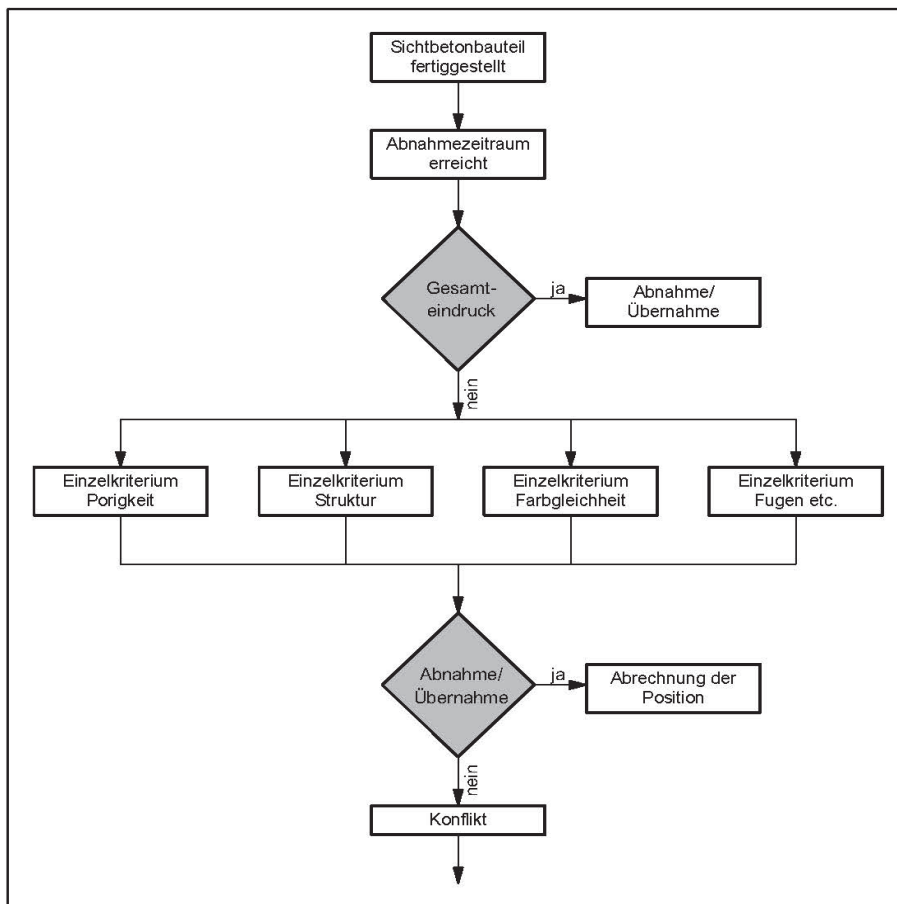 Sichtbetonbauteil
fertiggestellt
Abnahmezeitraum
erreicht
Gesamt-
eindruck
ja
Abnahme/
Übernahme
nein
Einzelkriterium
Porigkeit
Einzelkriterium
Struktur
Einzelkriterium
Farbgleichheit
Einzelkriterium
Fugen etc.
Abnahme/
Übernahme
ja
Abrechnung der
Position
nein
Konflikt